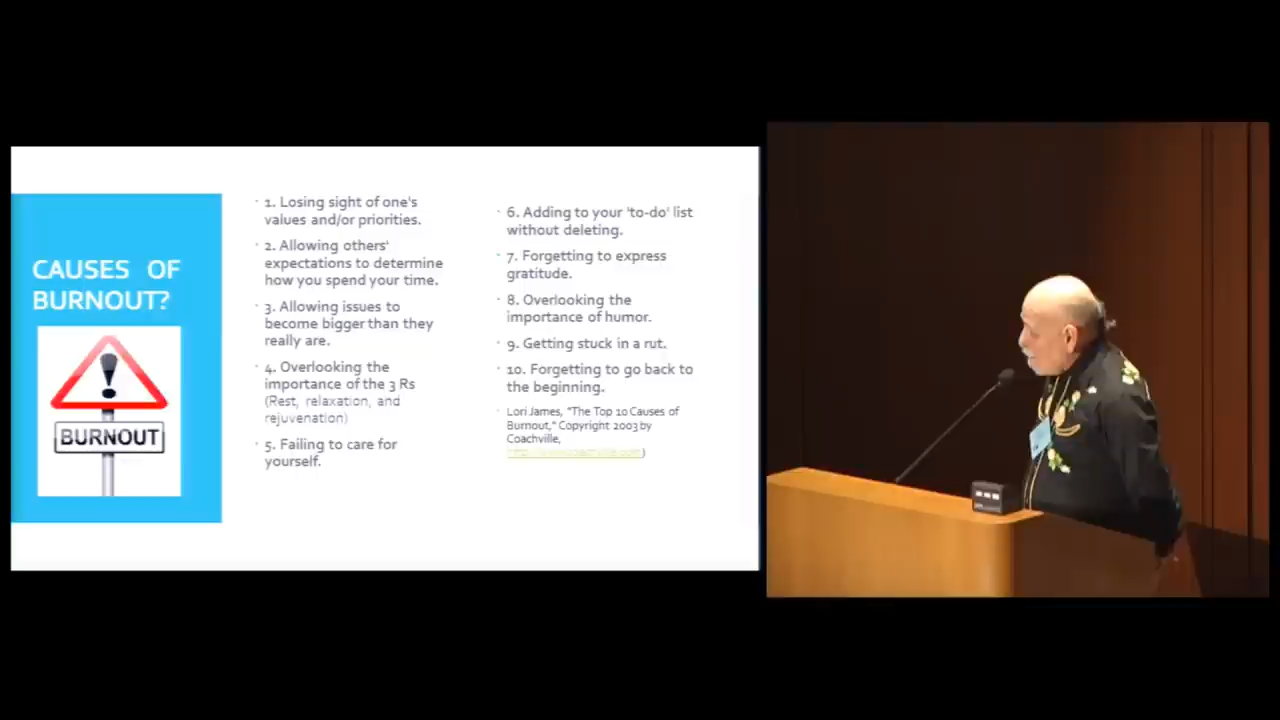 CAUSES OF
BURNOUT?
BURNOUT
1. Losing sight of one's
values and/or priorities.
2. Allowing others'
expectations to determine
how you spend your time.
3. Allowing issues to
become bigger than they
really are.
4. Overlooking the
importance of the 3 Rs
(Rest, relaxation, and
rejuvenation)
5. Failing to care for
yourself.
6. Adding to your 'to-do' list
without deleting.
7. Forgetting to express
gratitude.
8. Overlooking the
importance of humor.
9. Getting stuck in a rut.
10. Forgetting to go back to
the beginning.
Lori James, "The Top 10 Causes of
Burnout," Copyright 2003 by
Coachville,